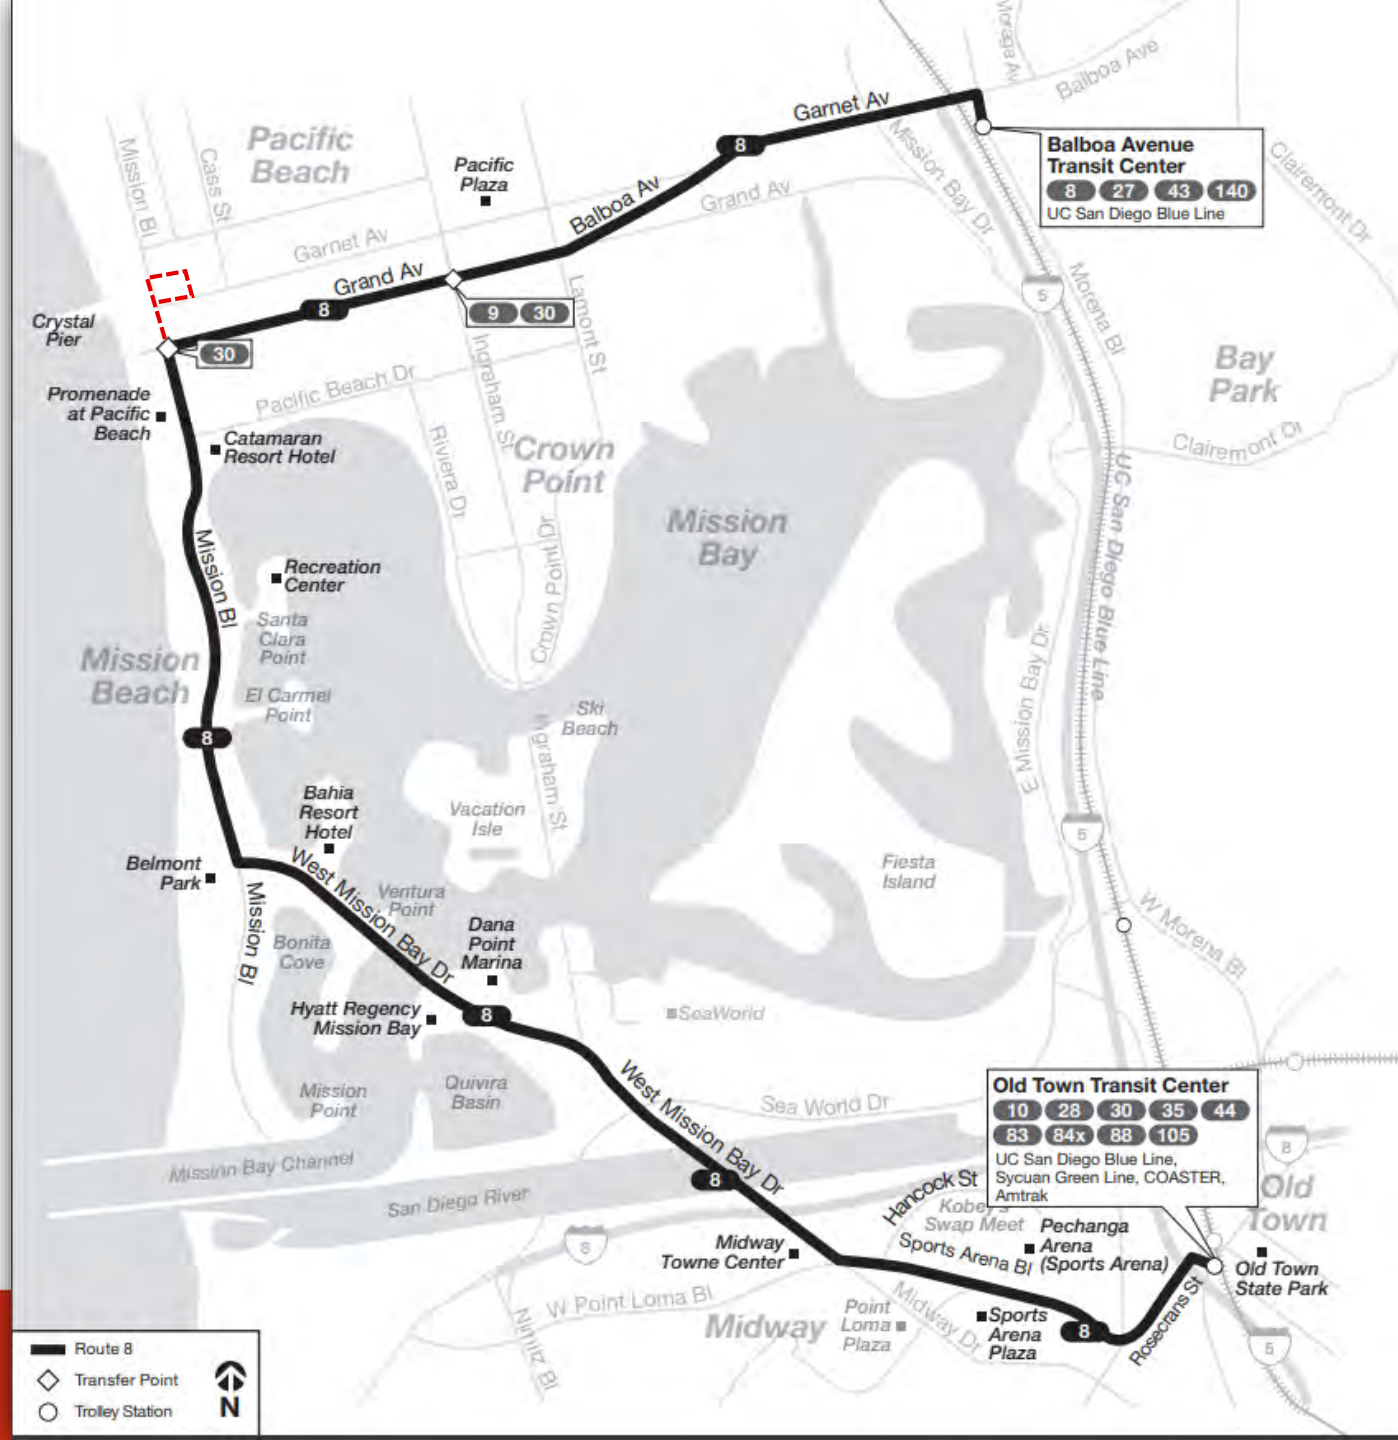 Moraga Av
Balboa Ave
Garnet Av
8
Mission Bay Dr
Balboa Avenue
Transit Center
8 27 43 140
UC San Diego Blue Line
Clairemont Dr
Pacific
Beach
Mission Bl
Cass St
Pacific
Plaza
Balboa Av
Grand Av
Garnet Av
Grand Av
8
9 30
Lamont St
5
Morena Bl
Crystal
Pier
30
Ingraham St
Bay
Park
Pacific Beach Dr
Promenade
at Pacific
Beach
Catamaran
Resort Hotel
Riviera Dr
Crown
Point
Clairemont Dr
UC San Diego Blue Line
Mission
Bay
Mission Bl
Recreation
Center
Crown Point Dr
Santa
Clara
Point
Mission
Beach
El Carmel
Point
E Mission Bay Dr
Ski
Beach
8
Ingraham St
Bahia
Resort
Hotel
Vacation
Isle
5
Belmont
Park
West Mission Bay Dr
Ventura
Point
Fiesta
Island
Mission Bl
Bonita
Cove
Dana
Point
Marina
W Morena Bl
Hyatt Regency
Mission Bay
8
SeaWorld
Mission
Point
Quivira
Basin
West Mission Bay Dr
Sea World Dr
Old Town Transit Center
10 28 30 35 44
83 84x 88 105
UC San Diego Blue Line,
Sycuan Green Line, COASTER,
Amtrak
8
Mission Bay Channel
San Diego River
8
Hancock St
Kobey's
Swap Meet
Old
Town
8
Midway
Towne Center
Sports Arena Bl
Pechanga
Arena
(Sports Arena)
Old Town
State Park
W Point Loma Bl
Nimitz Bl
Midway
Point
Loma
Plaza
Midway Dr
Sports
Arena
Plaza
8
Rosecrans St
5
Route 8
Transfer Point
Trolley Station
N